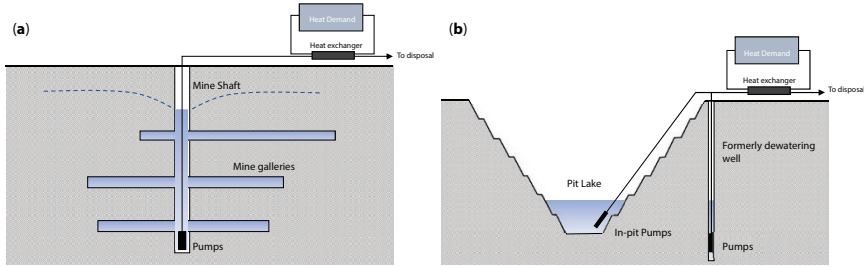 (a)
Heat Demand
Heat exchanger
To disposal
Mine Shaft
Mine galleries
Pumps
(b)
Heat Demand
Heat exchanger
To disposal
Formerly dewatering
well
Pit Lake
In-pit Pumps
Pumps